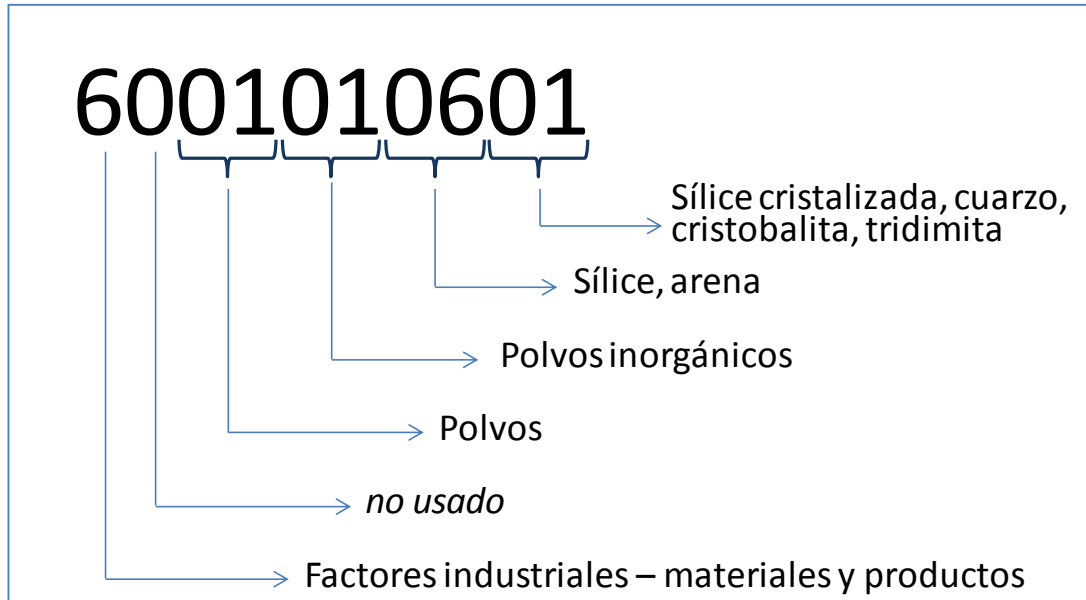 6001010601
Sílice cristalizada, cuarzo,
cristobalita, tridimita
Sílice, arena
Polvos inorgánicos
Polvos
no usado
Factores industriales – materiales y productos